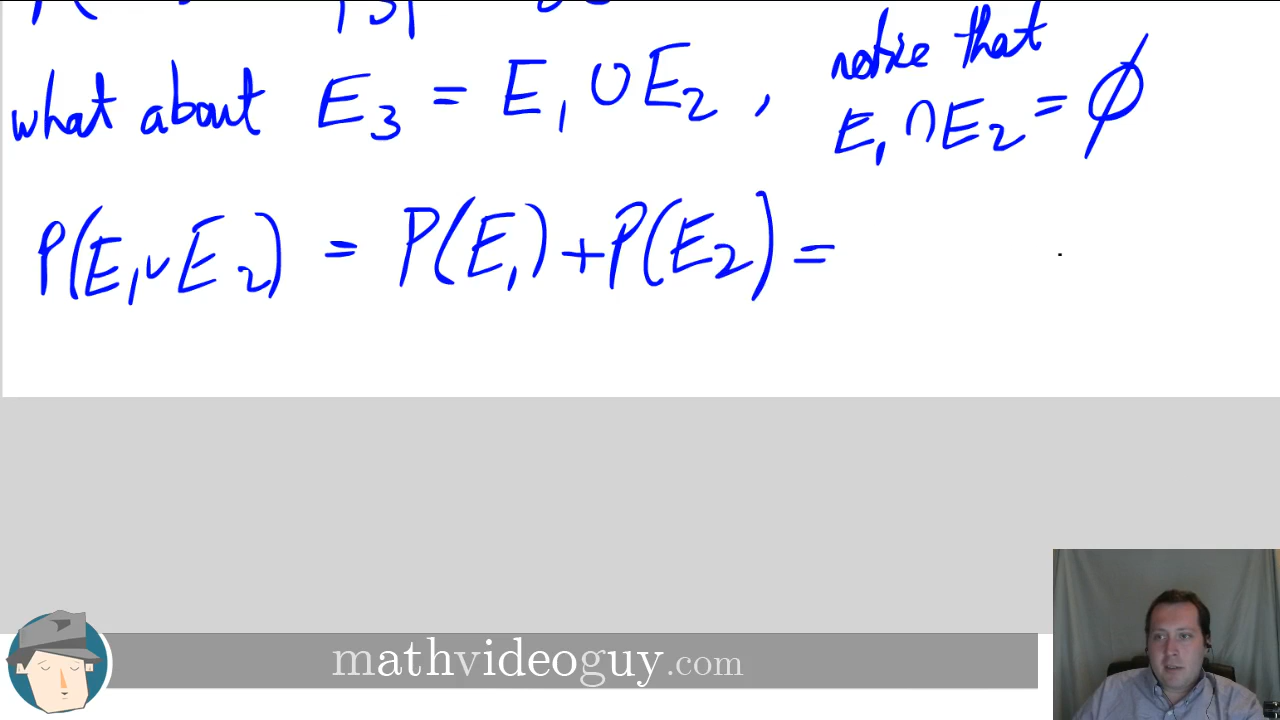 what about E₃ = E₁ ∪ E₂ , notice that
E₁ ∩ E₂ = ∅
P(E₁ ∪ E₂) = P(E₁) + P(E₂) =
mathvideoguy.com